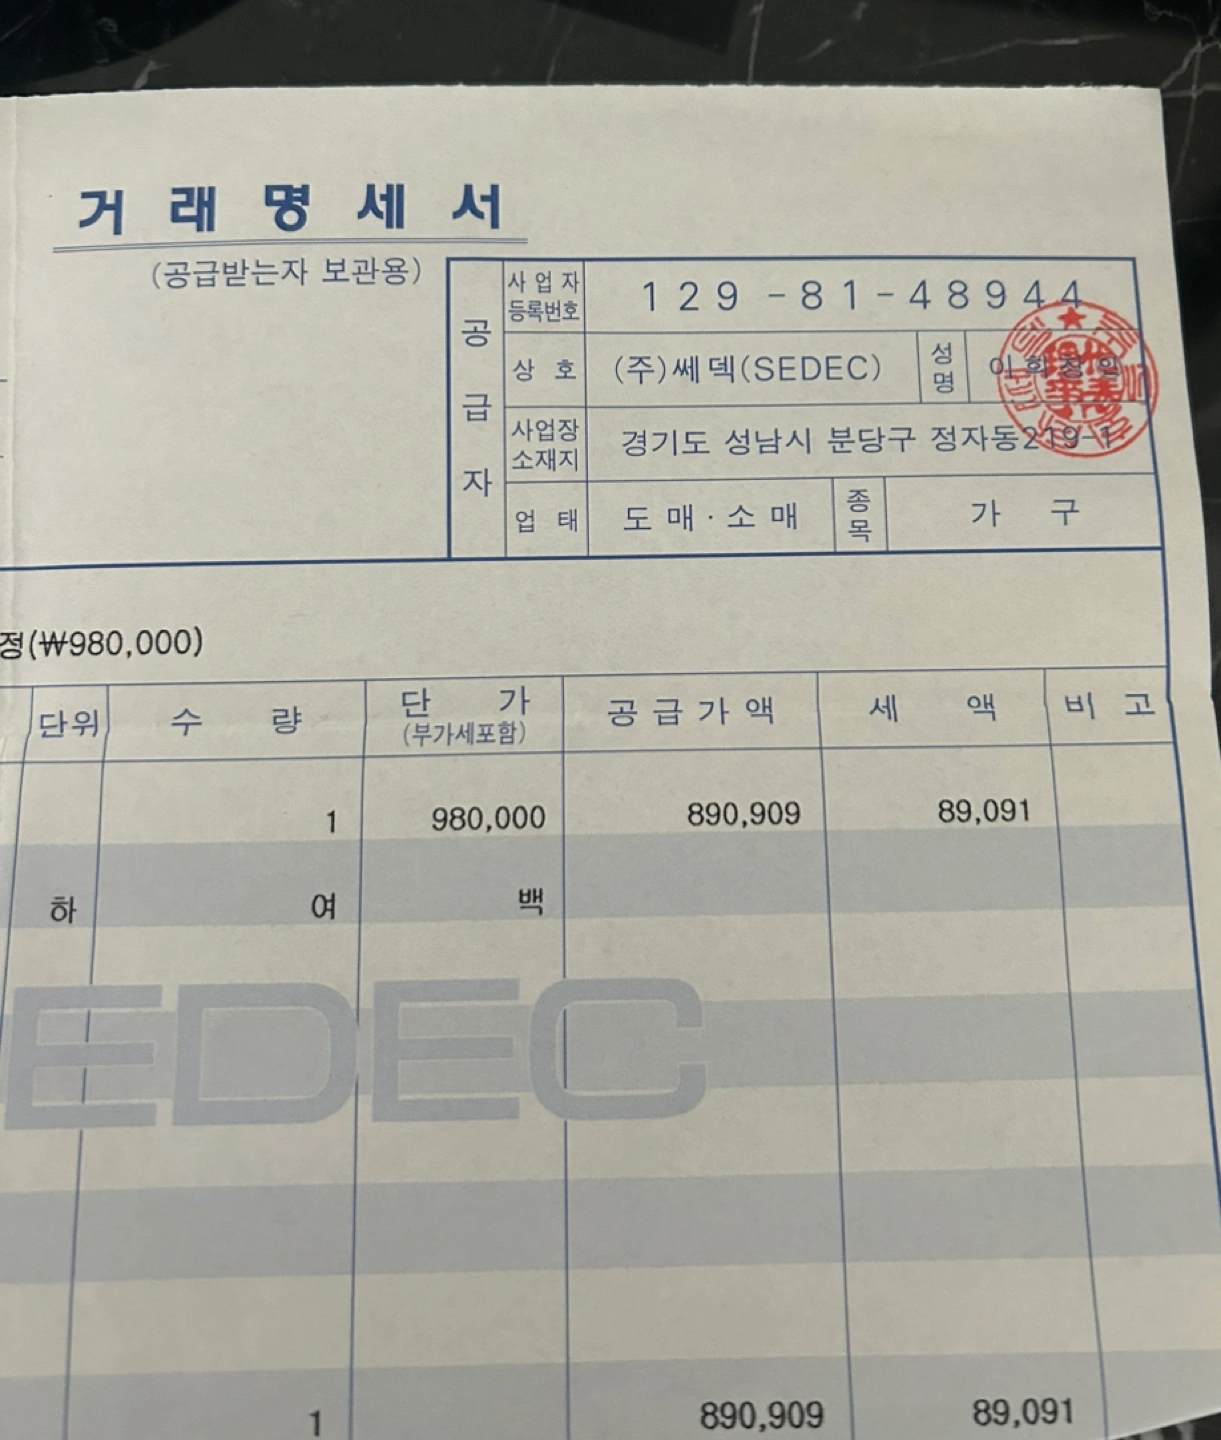 거래명세서
(공급받는자 보관용)
공급자
사업자등록번호 129-81-48944
상호 (주)쎄덱(SEDEC) 성명
사업장소재지 경기도 성남시 분당구 정자동219-1
업태 도매·소매 종목 가구
정(₩980,000)
단위 수량 단가(부가세포함) 공급가액 세액 비고
1 980,000 890,909 89,091
하 여 백
EDEC
1 890,909 89,091